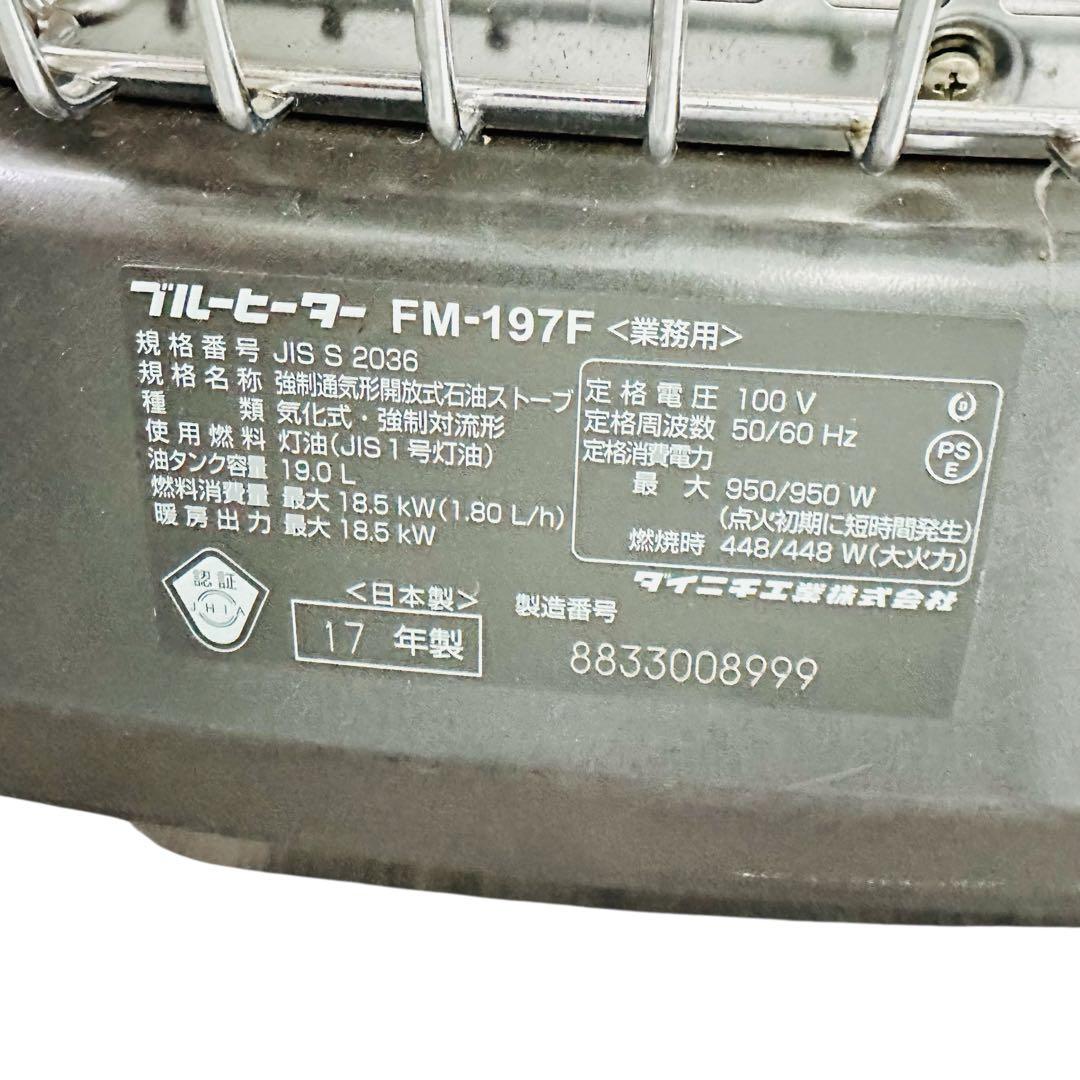 ブルーヒーター FM-197F <業務用>
規格番号 JIS S 2036
規格名称 強制通気形開放式石油ストーブ
種類 気化式・強制対流形
使用燃料 灯油(JIS1号灯油)
油タンク容量 19.0 L
燃料消費量 最大 18.5 kW(1.80 L/h)
暖房出力 最大 18.5 kW
定格電圧 100 V
定格周波数 50/60 Hz
定格消費電力
最大 950/950 W
(点火初期に短時間発生)
燃焼時 448/448 W(大火力)
PS
E
ダイニチ工業株式会社
認証
JHIA
<日本製>
17 年製
製造番号
8833008999